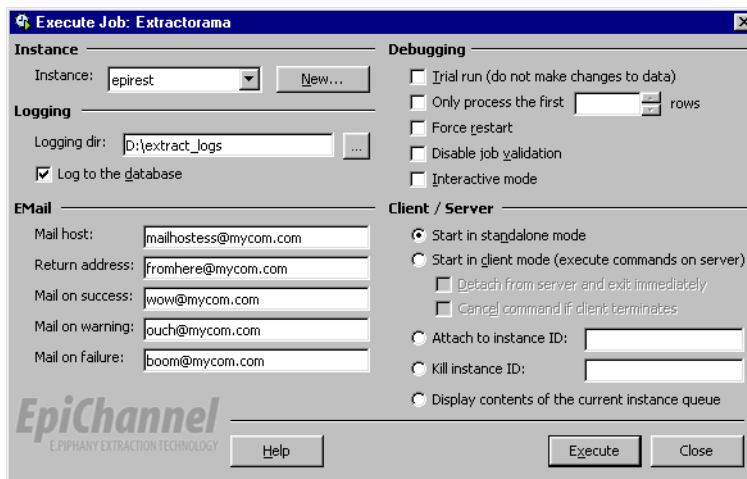 Execute Job: Extractorama
Instance
Instance: epirest New...
Logging
Logging dir: D:\extract_logs ...
Log to the database
EMail
Mail host: mailhostess@mycom.com
Return address: fromhere@mycom.com
Mail on success: wow@mycom.com
Mail on warning: ouch@mycom.com
Mail on failure: boom@mycom.com
Debugging
Trial run (do not make changes to data)
Only process the first rows
Force restart
Disable job validation
Interactive mode
Client / Server
Start in standalone mode
Start in client mode (execute commands on server)
Detach from server and exit immediately
Cancel command if client terminates
Attach to instance ID:
Kill instance ID:
Display contents of the current instance queue
EpiChannel
E.PIPHANY EXTRACTION TECHNOLOGY
Help Execute Close